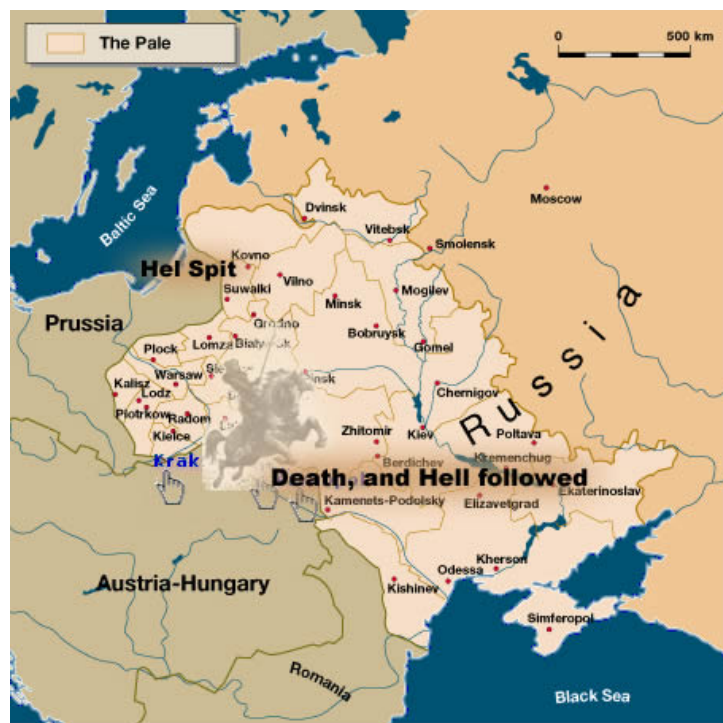 The Pale
0 500 km
Baltic Sea
Moscow
Dvinsk
Vitebsk
Smolensk
Kovno
Hel Spit
Vilno
Suwalki
Mogilev
Minsk
Russia
Prussia
Grodno
Bobruysk
Lomza
Gomel
Plock
Warsaw
Kalisz
Lodz
Chernigov
Piotrkow
Radom
Kielce
Zhitomir
Kiev
Poltava
Krak
Berdichev
Kremenchug
Death, and Hell followed
Ekaterinoslav
Kamenets-Podolsky
Elizavetgrad
Austria-Hungary
Kishinev
Odessa
Kherson
Simferopol
Romania
Black Sea